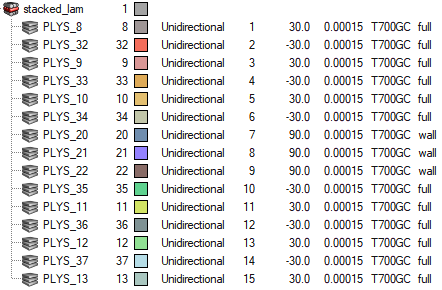 stacked_lam 1
PLYS_8 8 Unidirectional 1 30.0 0.00015 T700GC full
PLYS_32 32 Unidirectional 2 -30.0 0.00015 T700GC full
PLYS_9 9 Unidirectional 3 30.0 0.00015 T700GC full
PLYS_33 33 Unidirectional 4 -30.0 0.00015 T700GC full
PLYS_10 10 Unidirectional 5 30.0 0.00015 T700GC full
PLYS_34 34 Unidirectional 6 -30.0 0.00015 T700GC full
PLYS_20 20 Unidirectional 7 90.0 0.00015 T700GC wall
PLYS_21 21 Unidirectional 8 90.0 0.00015 T700GC wall
PLYS_22 22 Unidirectional 9 90.0 0.00015 T700GC wall
PLYS_35 35 Unidirectional 10 -30.0 0.00015 T700GC full
PLYS_11 11 Unidirectional 11 30.0 0.00015 T700GC full
PLYS_36 36 Unidirectional 12 -30.0 0.00015 T700GC full
PLYS_12 12 Unidirectional 13 30.0 0.00015 T700GC full
PLYS_37 37 Unidirectional 14 -30.0 0.00015 T700GC full
PLYS_13 13 Unidirectional 15 30.0 0.00015 T700GC full